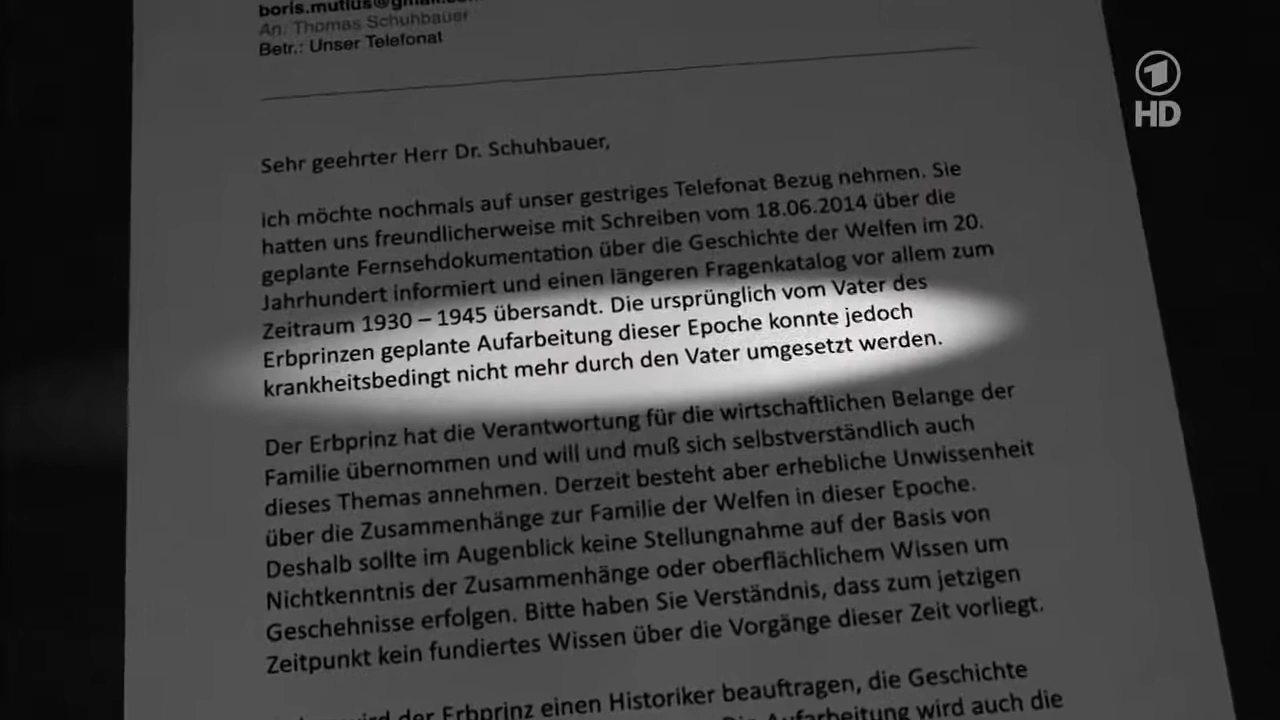 An: Thomas Schuhbauer
Betr.: Unser Telefonat
1
HD
Sehr geehrter Herr Dr. Schuhbauer,
ich möchte nochmals auf unser gestriges Telefonat Bezug nehmen. Sie
hatten uns freundlicherweise mit Schreiben vom 18.06.2014 über die
geplante Fernsehdokumentation über die Geschichte der Welfen im 20.
Jahrhundert informiert und einen längeren Fragenkatalog vor allem zum
Zeitraum 1930 – 1945 übersandt. Die ursprünglich vom Vater des
Erbprinzen geplante Aufarbeitung dieser Epoche konnte jedoch
krankheitsbedingt nicht mehr durch den Vater umgesetzt werden.
Der Erbprinz hat die Verantwortung für die wirtschaftlichen Belange der
Familie übernommen und will und muß sich selbstverständlich auch
dieses Themas annehmen. Derzeit besteht aber erhebliche Unwissenheit
über die Zusammenhänge zur Familie der Welfen in dieser Epoche.
Deshalb sollte im Augenblick keine Stellungnahme auf der Basis von
Nichtkenntnis der Zusammenhänge oder oberflächlichem Wissen um
Geschehnisse erfolgen. Bitte haben Sie Verständnis, dass zum jetzigen
Zeitpunkt kein fundiertes Wissen über die Vorgänge dieser Zeit vorliegt.
wird der Erbprinz einen Historiker beauftragen, die Geschichte
Aufarbeitung wird auch die